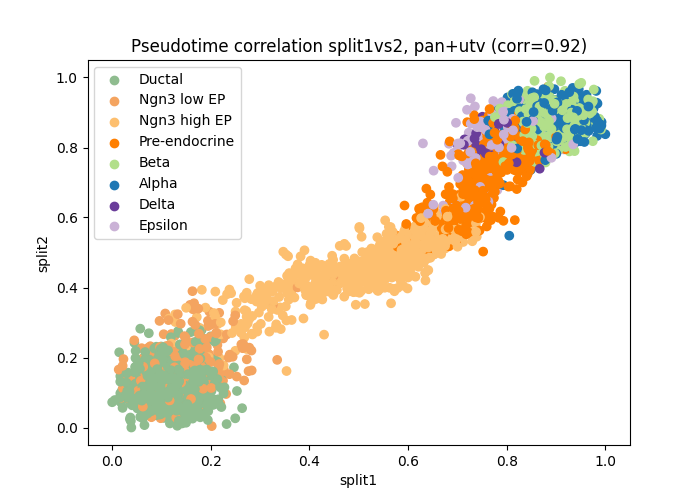 Pseudotime correlation split1vs2, pan+utv (corr=0.92)
1.0
0.8
0.6
0.4
0.2
0.0
split2
Ductal
Ngn3 low EP
Ngn3 high EP
Pre-endocrine
Beta
Alpha
Delta
Epsilon
0.0 0.2 0.4 0.6 0.8 1.0
split1